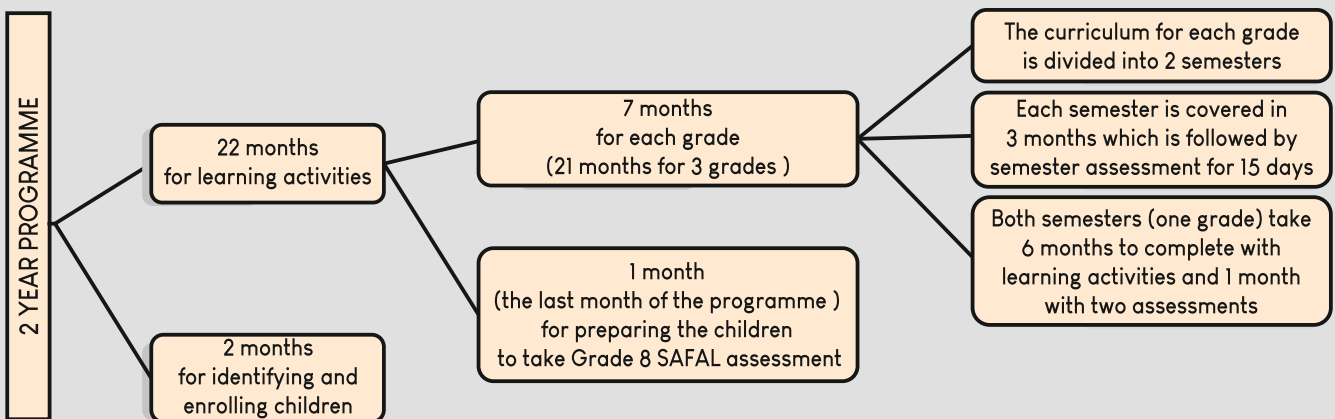 2 YEAR PROGRAMME
22 months
for learning activities
2 months
for identifying and
enrolling children
7 months
for each grade
(21 months for 3 grades )
1 month
(the last month of the programme )
for preparing the children
to take Grade 8 SAFAL assessment
The curriculum for each grade
is divided into 2 semesters
Each semester is covered in
3 months which is followed by
semester assessment for 15 days
Both semesters (one grade) take
6 months to complete with
learning activities and 1 month
with two assessments